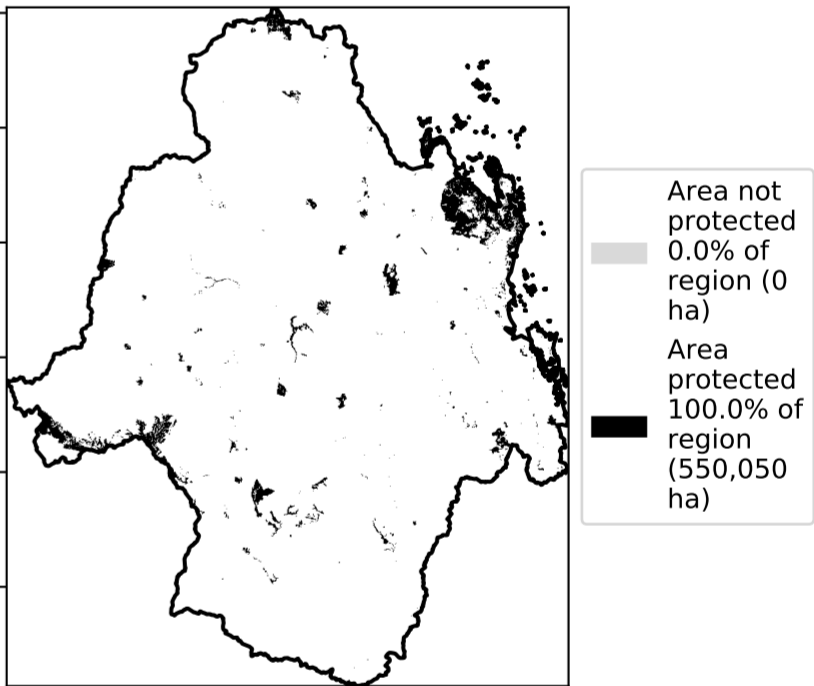 Area not
protected
0.0% of
region (0
ha)
Area
protected
100.0% of
region
(550,050
ha)